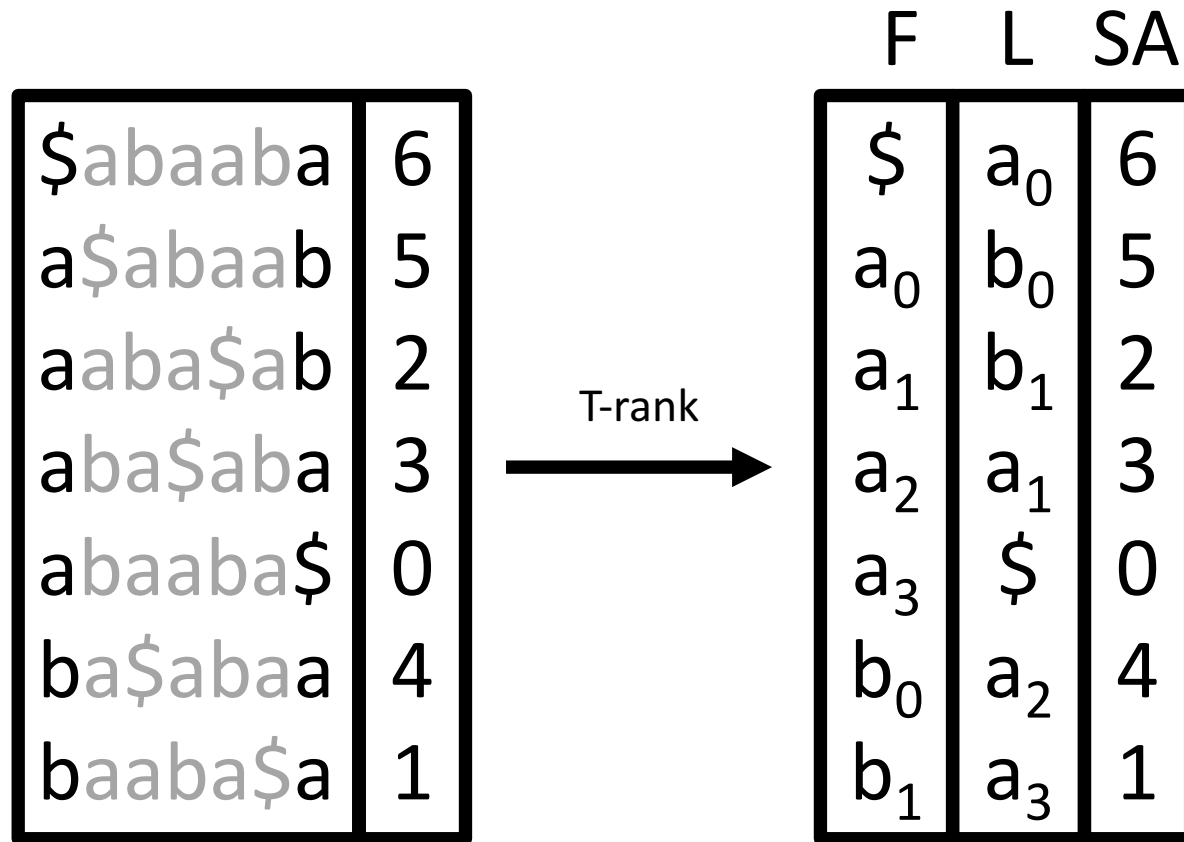 F L SA
$abaaba 6
a$abaab 5
aaba$ab 2
aba$aba 3
abaaba$ 0
ba$abaa 4
baaba$a 1
T-rank
$ a₀ 6
a₀ b₀ 5
a₁ b₁ 2
a₂ a₁ 3
a₃ $ 0
b₀ a₂ 4
b₁ a₃ 1